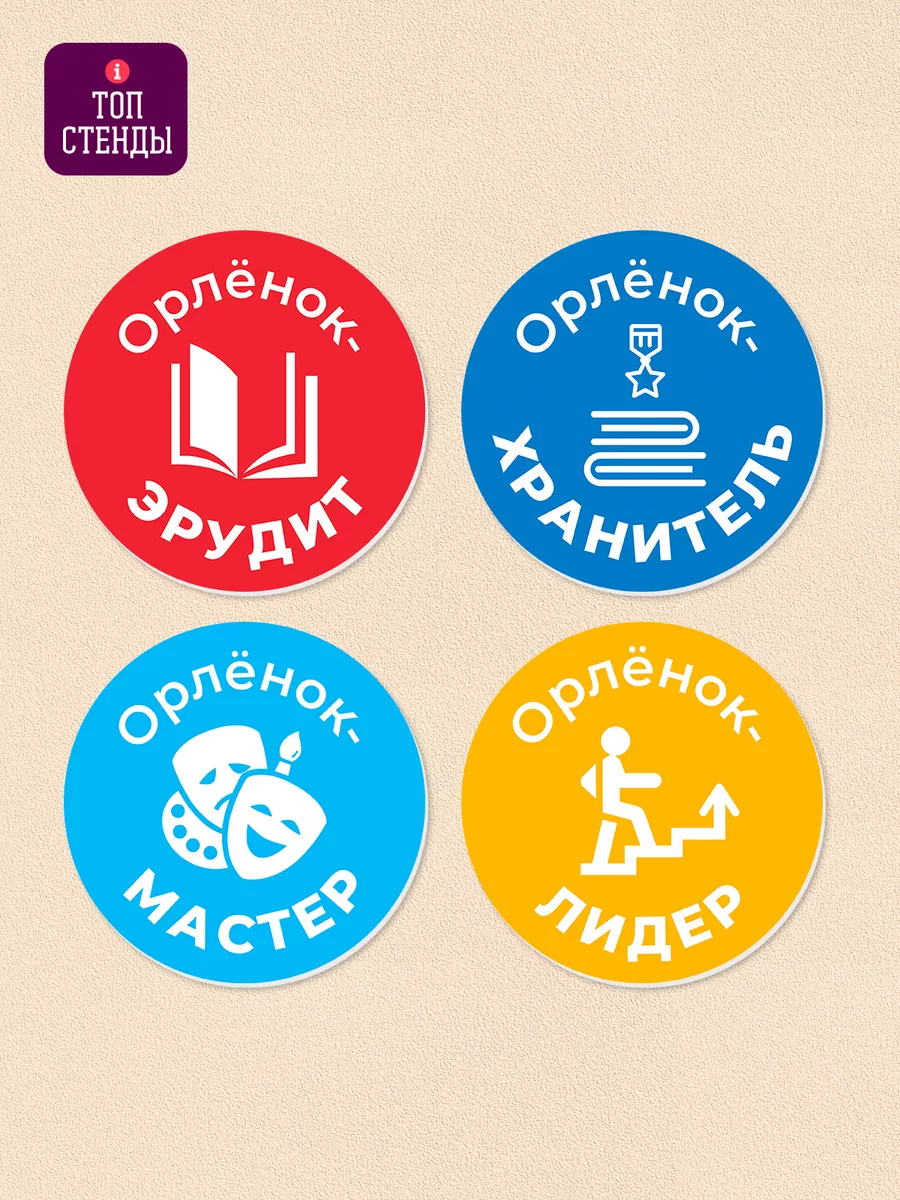 i
ТОП
СТЕНДЫ
Орлёнок-
ЭРУДИТ
Орлёнок-
ХРАНИТЕЛЬ
Орлёнок-
МАСТЕР
Орлёнок-
ЛИДЕР